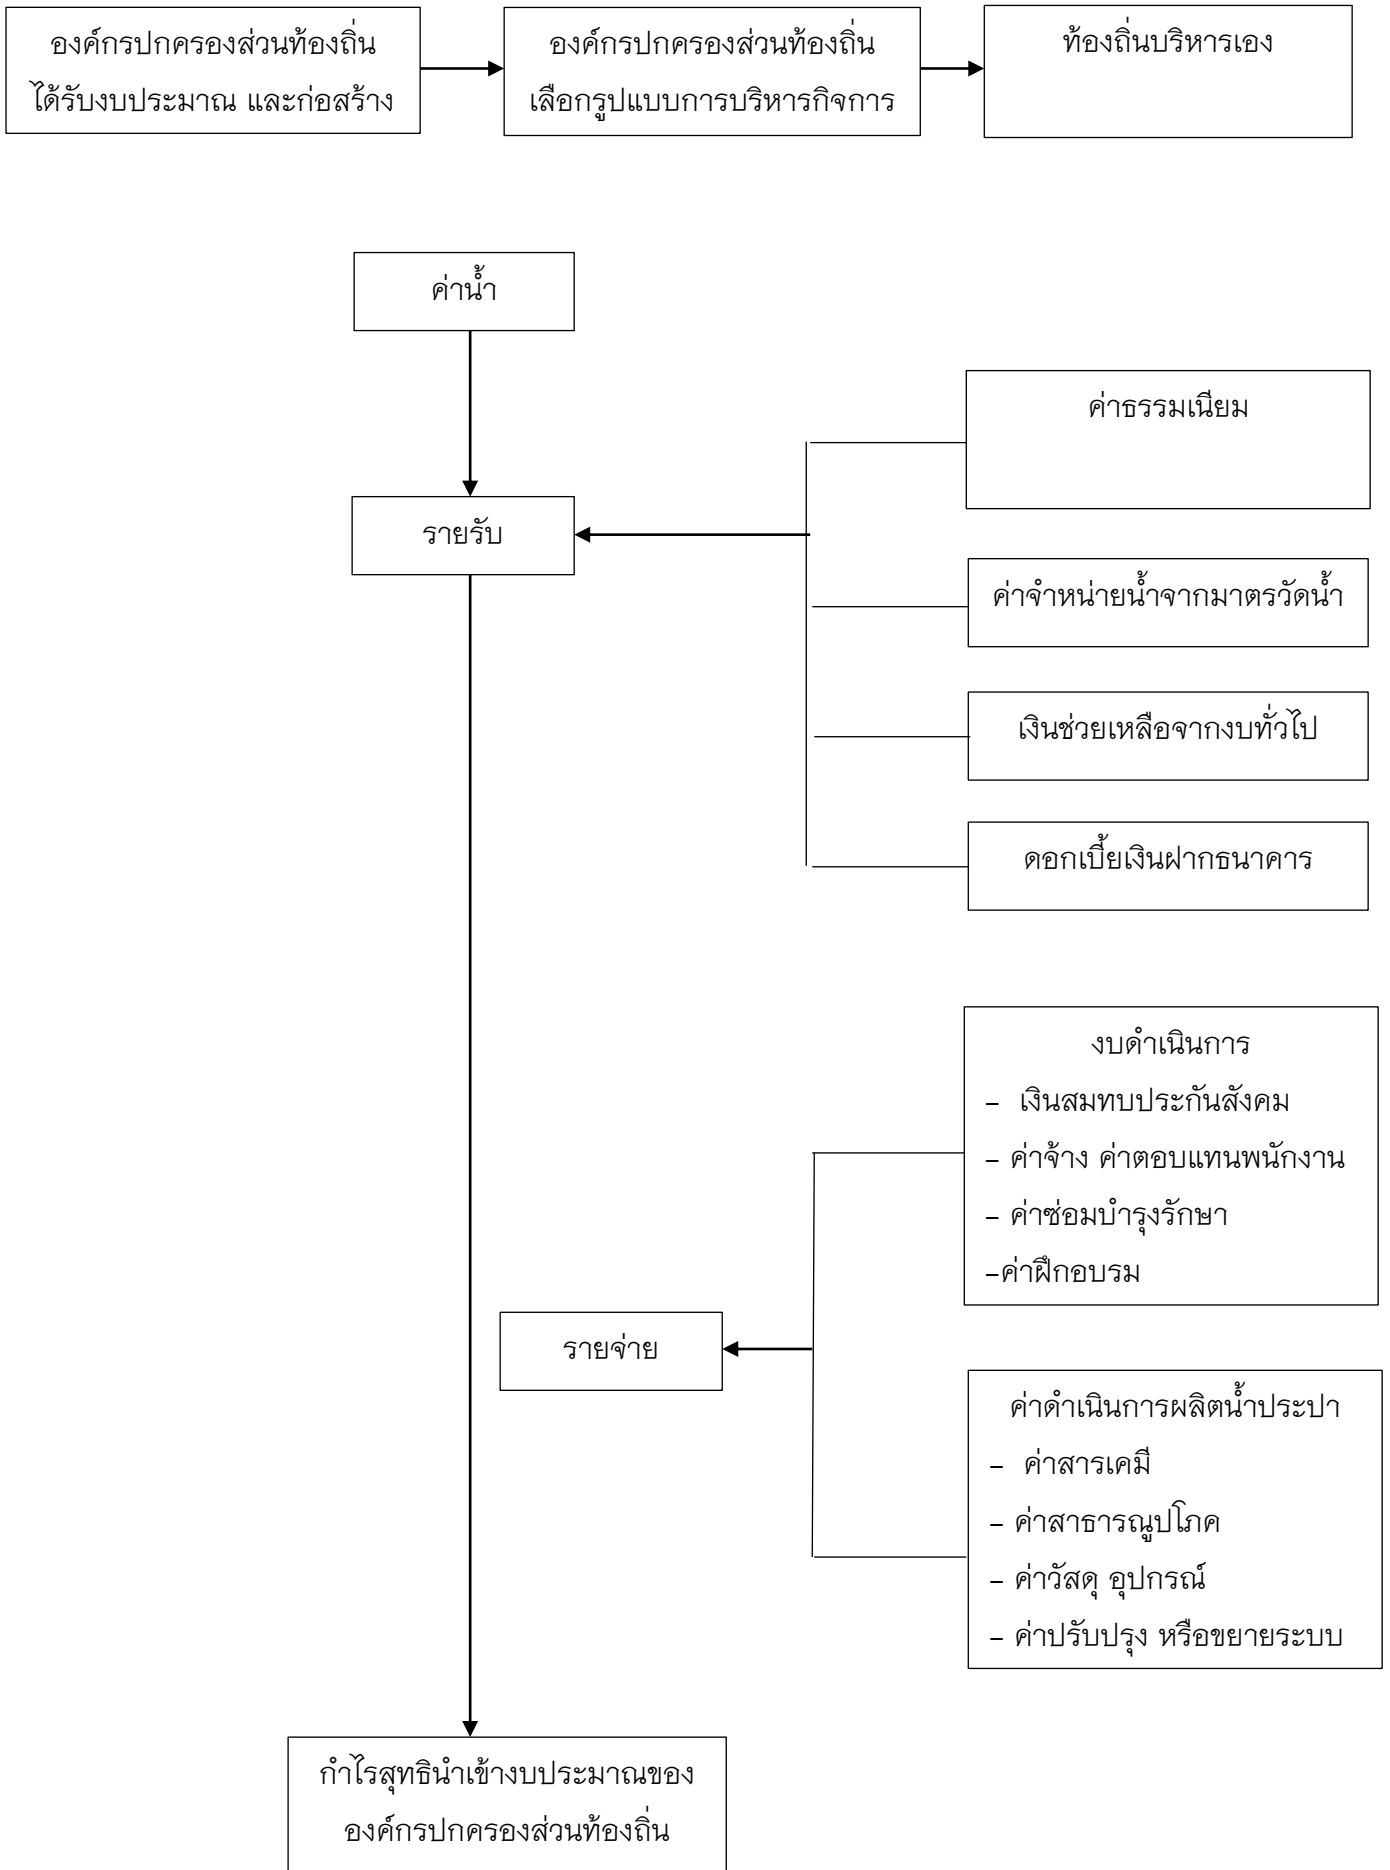 องค์กรปกครองส่วนท้องถิ่น
ได้รับงบประมาณ และก่อสร้าง
องค์กรปกครองส่วนท้องถิ่น
เลือกรูปแบบการบริหารกิจการ
ท้องถิ่นบริหารเอง
ค่าน้ำ
ค่าธรรมเนียม
รายรับ
ค่าจำหน่ายน้ำจากมาตรวัดน้ำ
เงินช่วยเหลือจากงบทั่วไป
ดอกเบี้ยเงินฝากธนาคาร
งบดำเนินการ
- เงินสมทบประกันสังคม
- ค่าจ้าง ค่าตอบแทนพนักงาน
- ค่าซ่อมบำรุงรักษา
-ค่าฝึกอบรม
รายจ่าย
ค่าดำเนินการผลิตน้ำประปา
- ค่าสารเคมี
- ค่าสาธารณูปโภค
- ค่าวัสดุ อุปกรณ์
- ค่าปรับปรุง หรือขยายระบบ
กำไรสุทธินำเข้างบประมาณของ
องค์กรปกครองส่วนท้องถิ่น